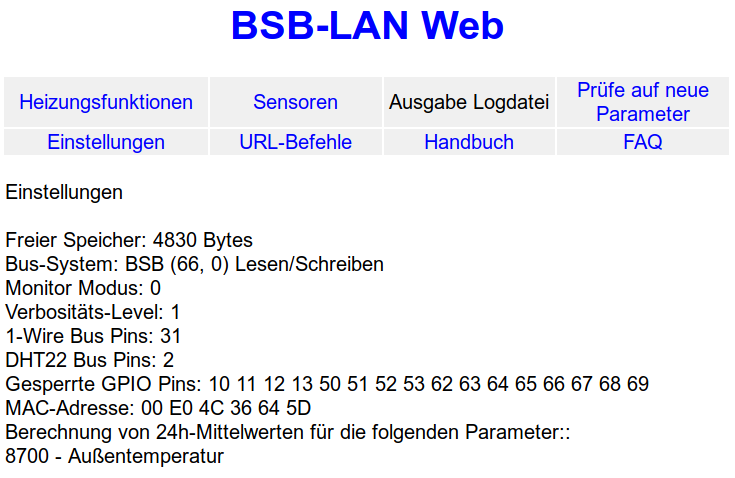 BSB-LAN Web
Heizungsfunktionen Sensoren Ausgabe Logdatei Prüfe auf neue Parameter
Einstellungen URL-Befehle Handbuch FAQ
Einstellungen
Freier Speicher: 4830 Bytes
Bus-System: BSB (66, 0) Lesen/Schreiben
Monitor Modus: 0
Verbositäts-Level: 1
1-Wire Bus Pins: 31
DHT22 Bus Pins: 2
Gesperrte GPIO Pins: 10 11 12 13 50 51 52 53 62 63 64 65 66 67 68 69
MAC-Adresse: 00 E0 4C 36 64 5D
Berechnung von 24h-Mittelwerten für die folgenden Parameter::
8700 - Außentemperatur